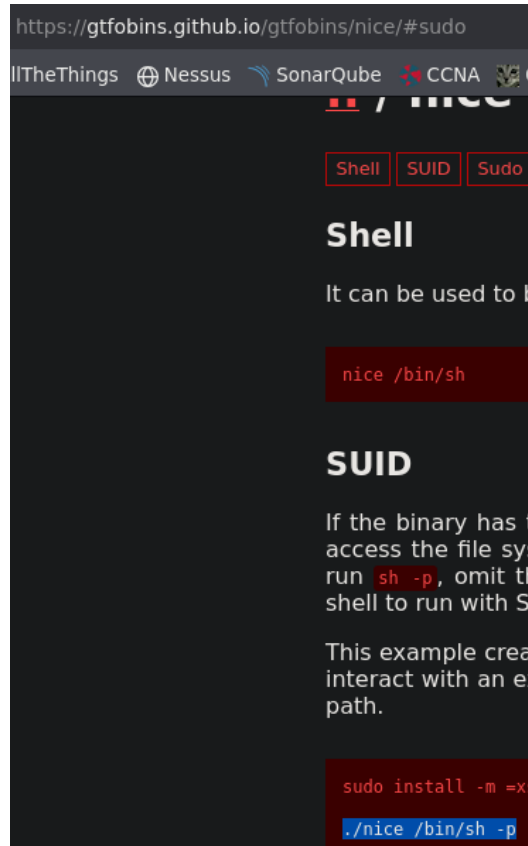 https://gtfobins.github.io/gtfobins/nice/#sudo
llTheThings Nessus SonarQube CCNA
/ nice
Shell SUID Sudo
Shell
It can be used to
nice /bin/sh
SUID
If the binary has
access the file
run sh -p, omit
shell to run with
This example
interact with an
path.
sudo install -m
./nice /bin/sh -p